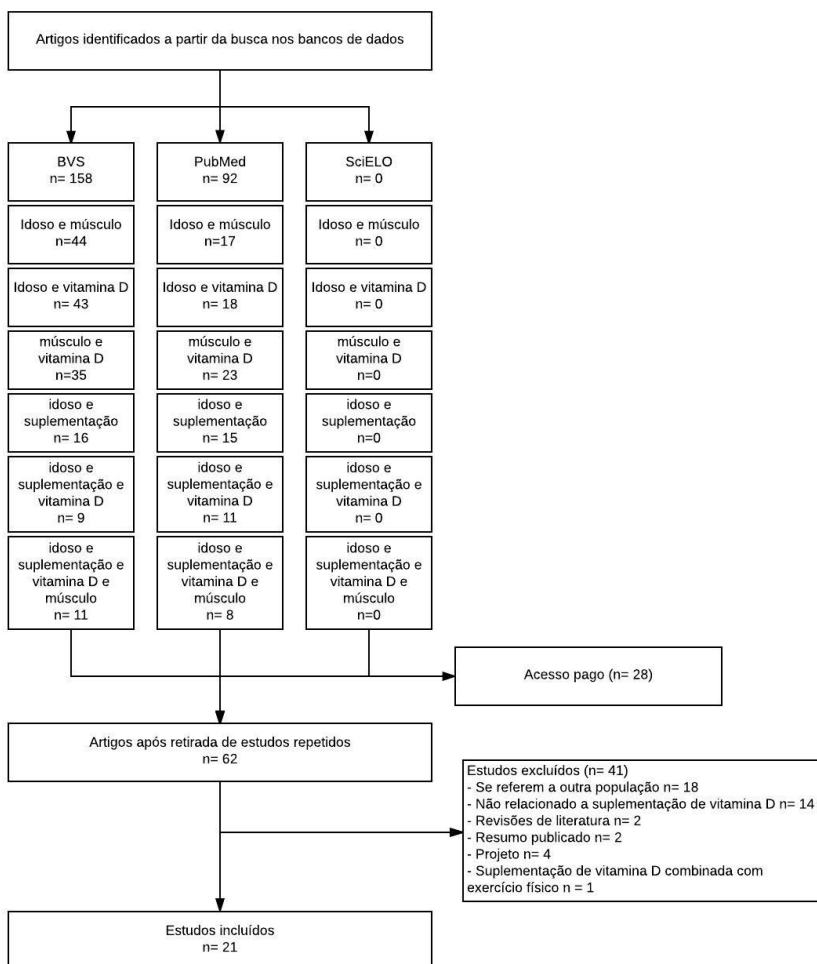 Artigos identificados a partir da busca nos bancos de dados
BVS
n= 158
PubMed
n= 92
SciELO
n= 0
Idoso e músculo
n=44
Idoso e músculo
n=17
Idoso e músculo
n= 0
Idoso e vitamina D
n= 43
Idoso e vitamina D
n= 18
Idoso e vitamina D
n= 0
músculo e
vitamina D
n=35
músculo e
vitamina D
n= 23
músculo e
vitamina D
n=0
idoso e
suplementação
n= 16
idoso e
suplementação
n= 15
idoso e
suplementação
n=0
idoso e
suplementação e
vitamina D
n= 9
idoso e
suplementação e
vitamina D
n= 11
idoso e
suplementação e
vitamina D
n= 0
idoso e
suplementação e
vitamina D e
músculo
n= 11
idoso e
suplementação e
vitamina D e
músculo
n= 8
idoso e
suplementação e
vitamina D e
músculo
n=0
Acesso pago (n= 28)
Artigos após retirada de estudos repetidos
n= 62
Estudos excluídos (n= 41)
- Se referem a outra população n= 18
- Não relacionado a suplementação de vitamina D n= 14
- Revisões de literatura n= 2
- Resumo publicado n= 2
- Projeto n= 4
- Suplementação de vitamina D combinada com
exercício físico n = 1
Estudos incluídos
n= 21